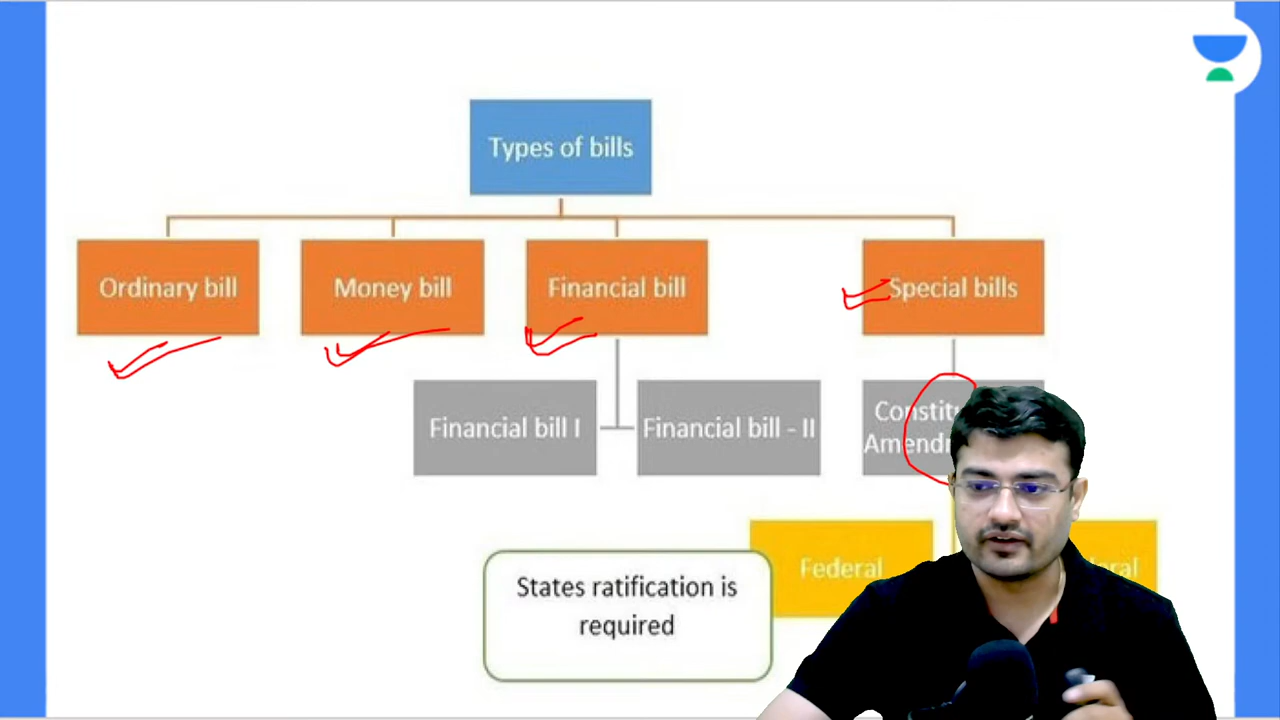 Types of bills
Ordinary bill
Money bill
Financial bill
Special bills
Financial bill I
Financial bill - II
Federal
States ratification is
required